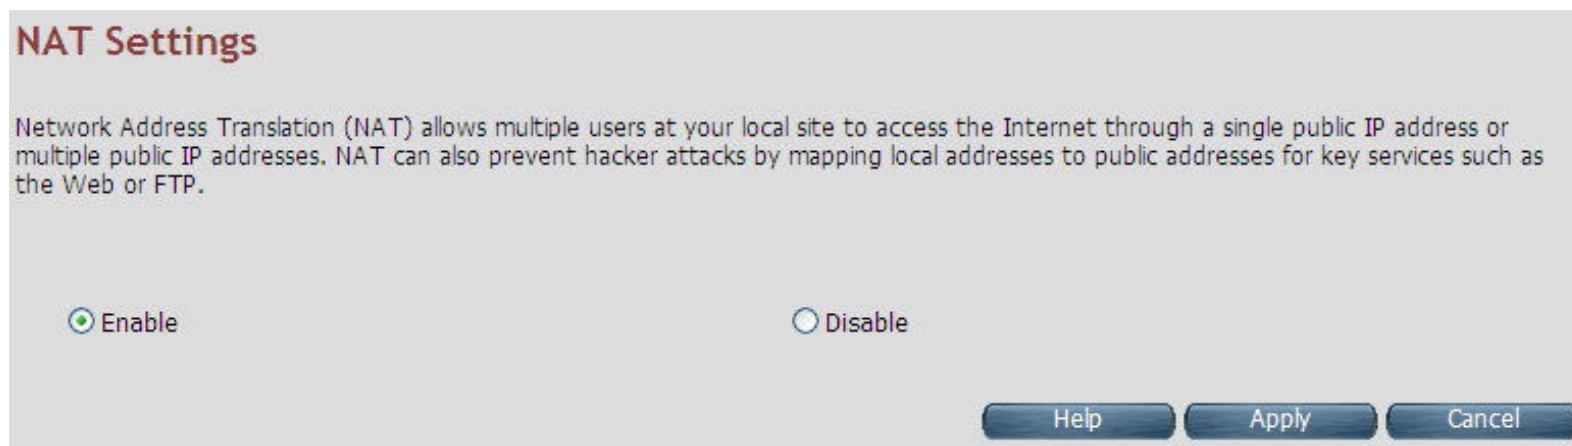 NAT Settings
Network Address Translation (NAT) allows multiple users at your local site to access the Internet through a single public IP address or
multiple public IP addresses. NAT can also prevent hacker attacks by mapping local addresses to public addresses for key services such as
the Web or FTP.
Enable Disable
Help Apply Cancel